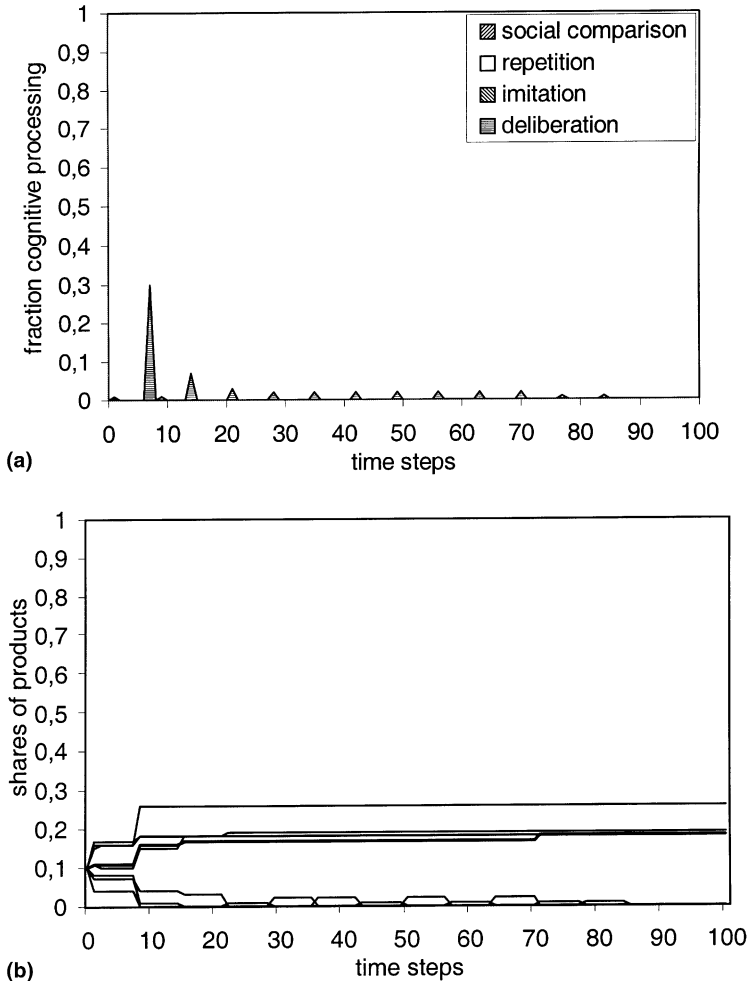 1
0,9
0,8
0,7
0,6
0,5
0,4
0,3
0,2
0,1
0
fraction cognitive processing
social comparison
repetition
imitation
deliberation
0 10 20 30 40 50 60 70 80 90 100
time steps
(a)
1
0,9
0,8
0,7
0,6
0,5
0,4
0,3
0,2
0,1
0
shares of products
0 10 20 30 40 50 60 70 80 90 100
time steps
(b)